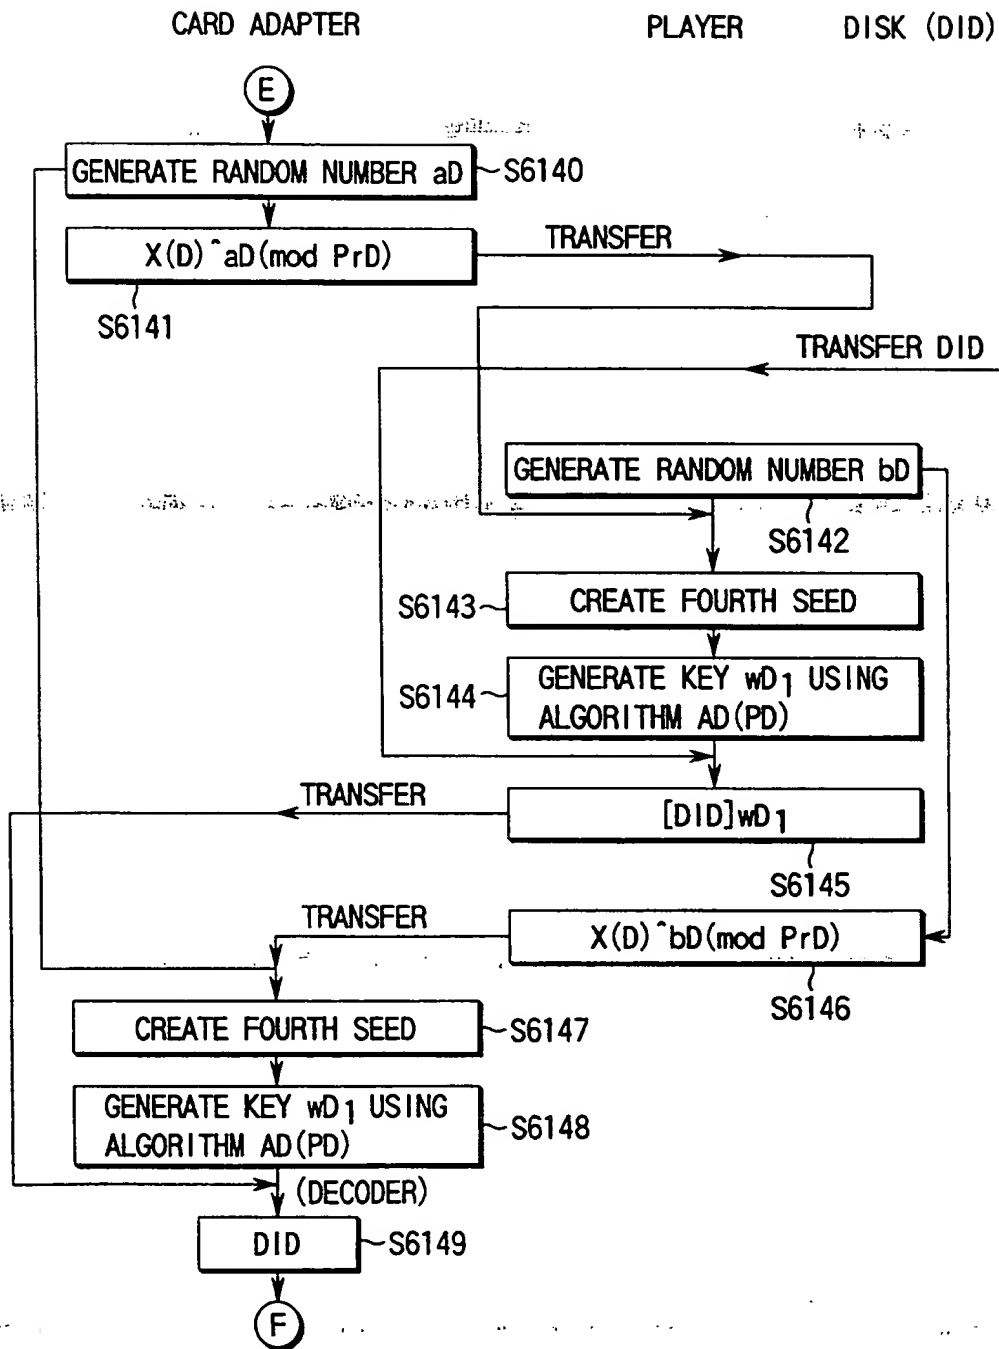 CARD ADAPTER
PLAYER
DISK (DID)
E
GENERATE RANDOM NUMBER aD
S6140
X(D)^aD(mod PrD)
S6141
TRANSFER
TRANSFER DID
GENERATE RANDOM NUMBER bD
S6142
S6143
CREATE FOURTH SEED
S6144
GENERATE KEY wD1 USING
ALGORITHM AD(PD)
TRANSFER
[DID]wD1
S6145
TRANSFER
X(D)^bD(mod PrD)
S6146
CREATE FOURTH SEED
S6147
GENERATE KEY wD1 USING
ALGORITHM AD(PD)
S6148
(DECODER)
DID
S6149
F